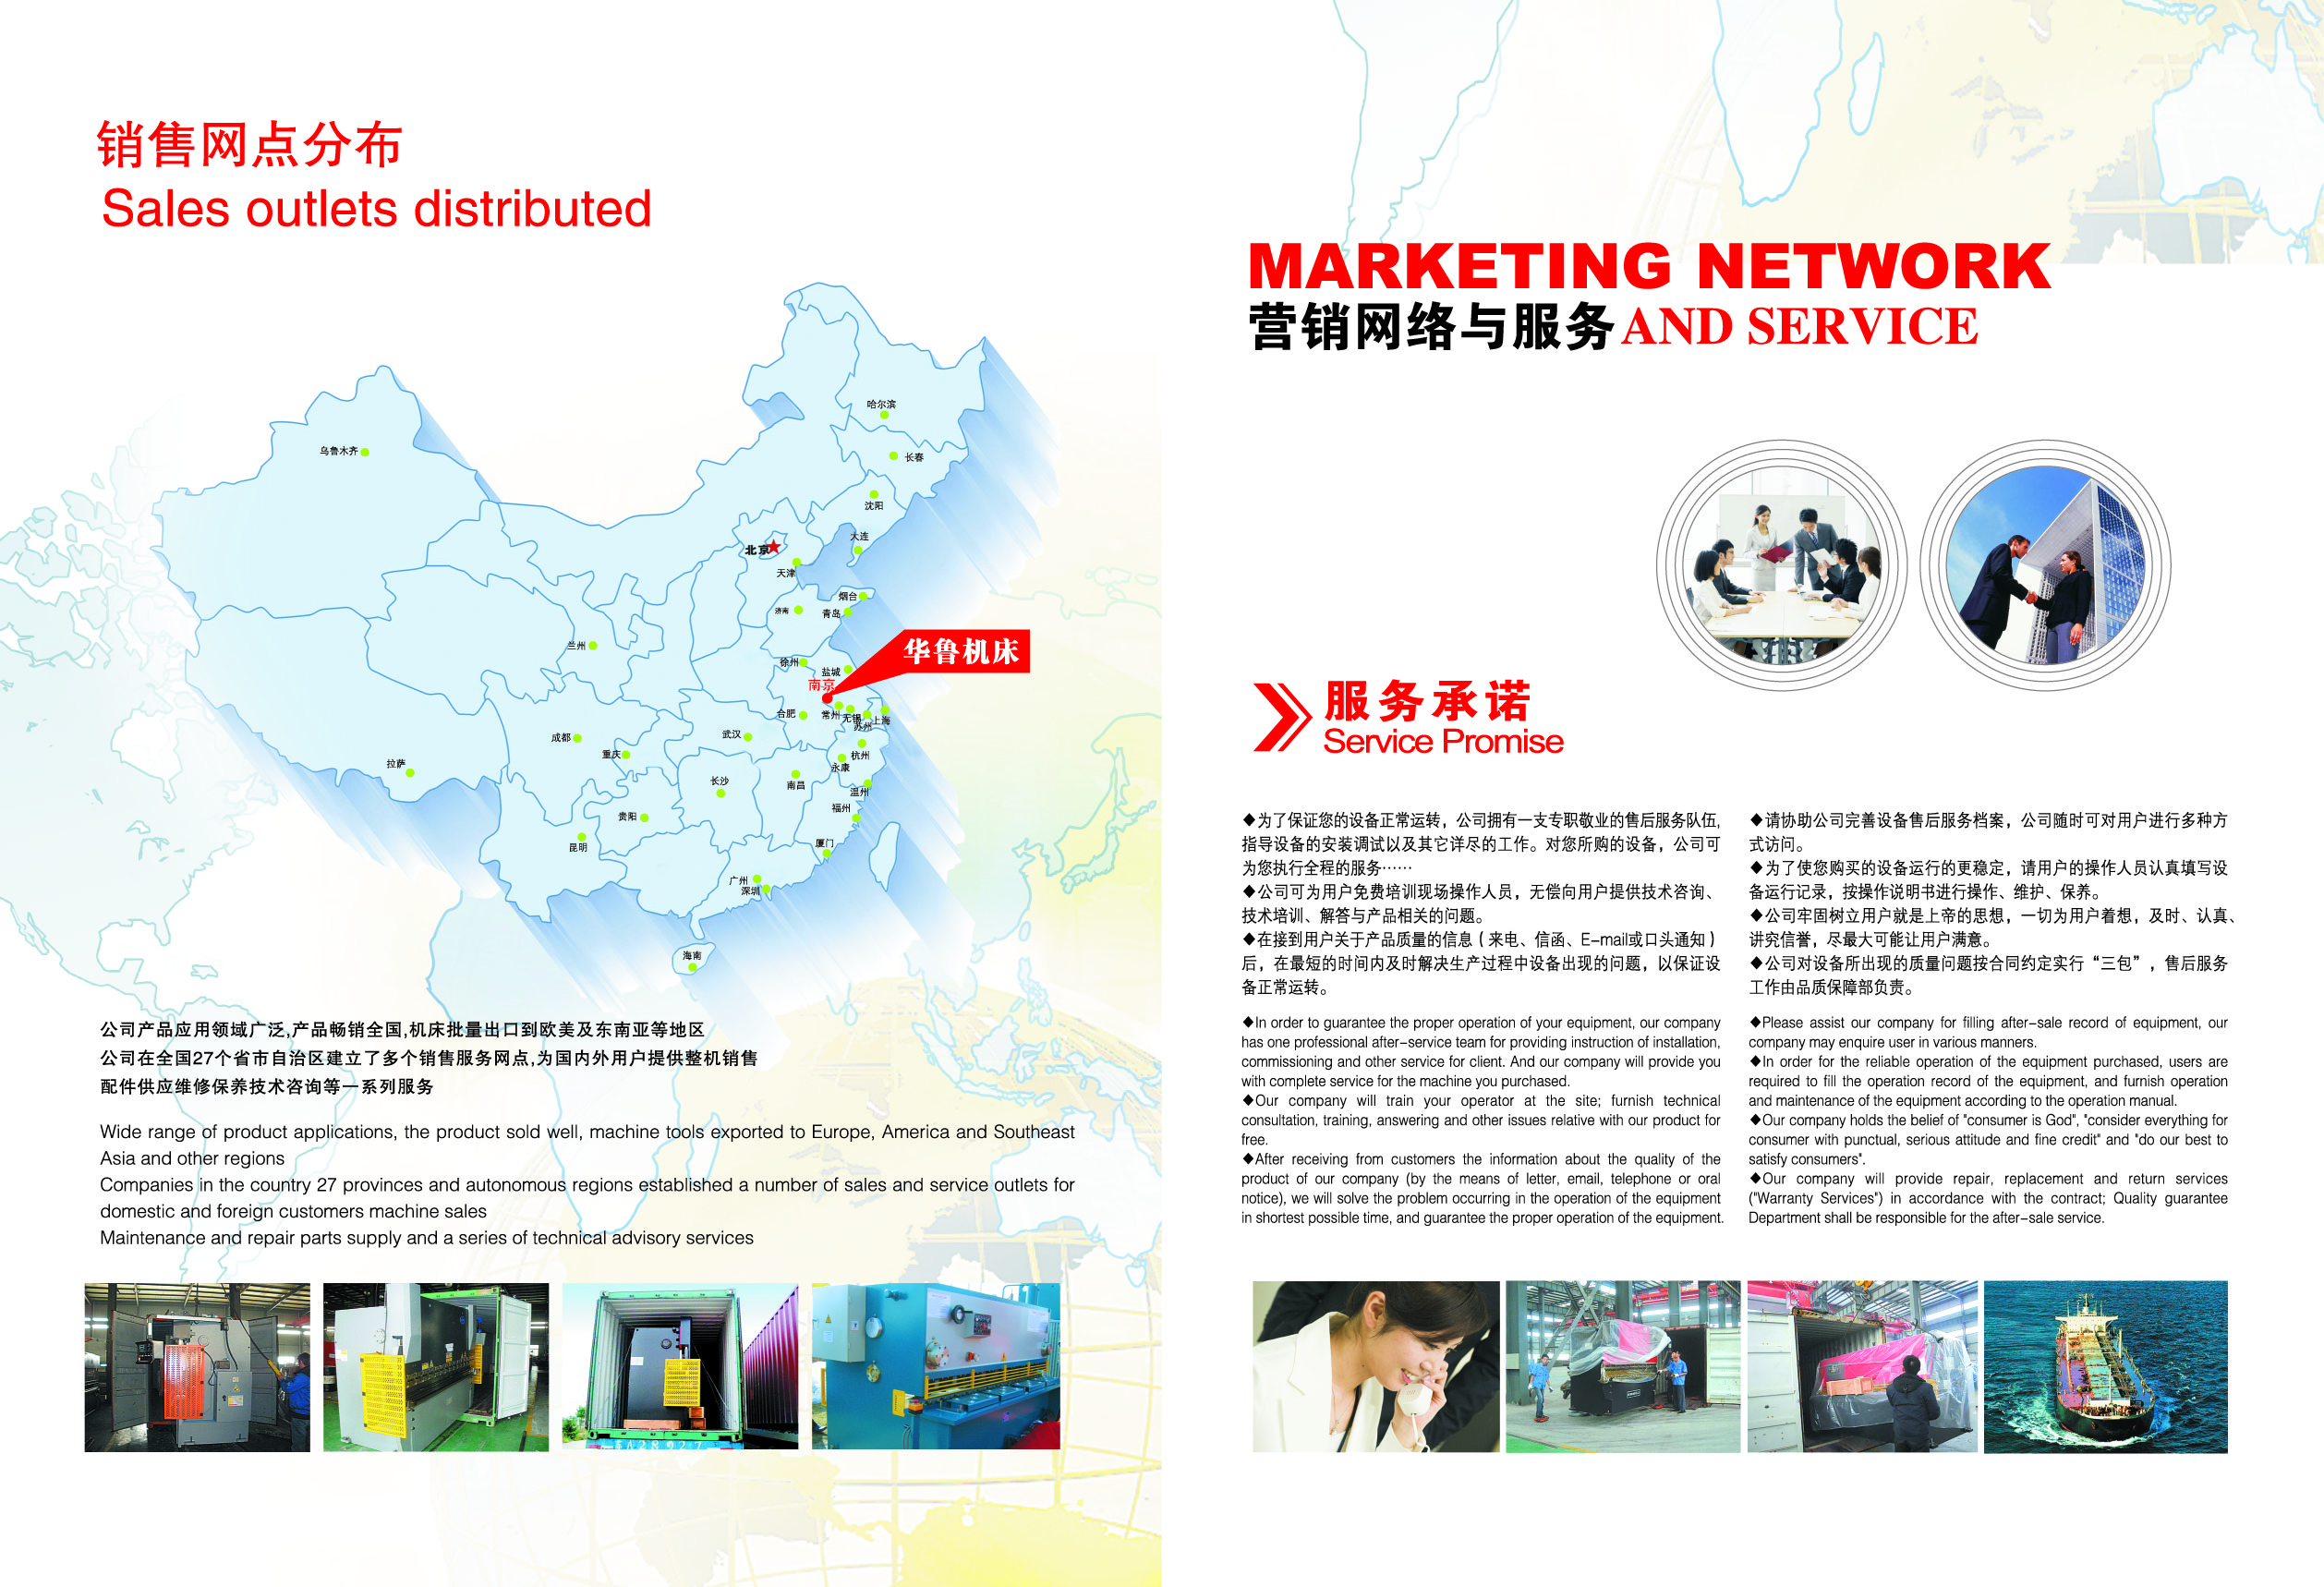 销售网点分布
Sales outlets distributed
哈尔滨
乌鲁木齐
长春
沈阳
大连
北京
天津
烟台
济南
青岛
兰州
华鲁机床
徐州
盐城
南京
合肥
常州
无锡
苏州
上海
成都
武汉
重庆
杭州
永康
拉萨
长沙
南昌
温州
贵阳
福州
昆明
厦门
广州
深圳
海南
公司产品应用领域广泛,产品畅销全国,机床批量出口到欧美及东南亚等地区
公司在全国27个省市自治区建立了多个销售服务网点,为国内外用户提供整机销售
配件供应维修保养技术咨询等一系列服务
Wide range of product applications, the product sold well, machine tools exported to Europe, America and Southeast
Asia and other regions
Companies in the country 27 provinces and autonomous regions established a number of sales and service outlets for
domestic and foreign customers machine sales
Maintenance and repair parts supply and a series of technical advisory services
MARKETING NETWORK
营销网络与服务AND SERVICE
服务承诺
Service Promise
◆为了保证您的设备正常运转，公司拥有一支专职敬业的售后服务队伍,
指导设备的安装调试以及其它详尽的工作。对您所购的设备，公司可
为您执行全程的服务……
◆公司可为用户免费培训现场操作人员，无偿向用户提供技术咨询、
技术培训、解答与产品相关的问题。
◆在接到用户关于产品质量的信息（来电、信函、E-mail或口头通知）
后，在最短的时间内及时解决生产过程中设备出现的问题，以保证设
备正常运转。
◆In order to guarantee the proper operation of your equipment, our company
has one professional after-service team for providing instruction of installation,
commissioning and other service for client. And our company will provide you
with complete service for the machine you purchased.
◆Our company will train your operator at the site; furnish technical
consultation, training, answering and other issues relative with our product for
free.
◆After receiving from customers the information about the quality of the
product of our company (by the means of letter, email, telephone or oral
notice), we will solve the problem occurring in the operation of the equipment
in shortest possible time, and guarantee the proper operation of the equipment.
◆请协助公司完善设备售后服务档案，公司随时可对用户进行多种方
式访问。
◆为了使您购买的设备运行的更稳定，请用户的操作人员认真填写设
备运行记录，按操作说明书进行操作、维护、保养。
◆公司牢固树立用户就是上帝的思想，一切为用户着想，及时、认真、
讲究信誉，尽最大可能让用户满意。
◆公司对设备所出现的质量问题按合同约定实行“三包”，售后服务
工作由品质保障部负责。
◆Please assist our company for filling after-sale record of equipment, our
company may enquire user in various manners.
◆In order for the reliable operation of the equipment purchased, users are
required to fill the operation record of the equipment, and furnish operation
and maintenance of the equipment according to the operation manual.
◆Our company holds the belief of "consumer is God", "consider everything for
consumer with punctual, serious attitude and fine credit" and "do our best to
satisfy consumers".
◆Our company will provide repair, replacement and return services
("Warranty Services") in accordance with the contract; Quality guarantee
Department shall be responsible for the after-sale service.